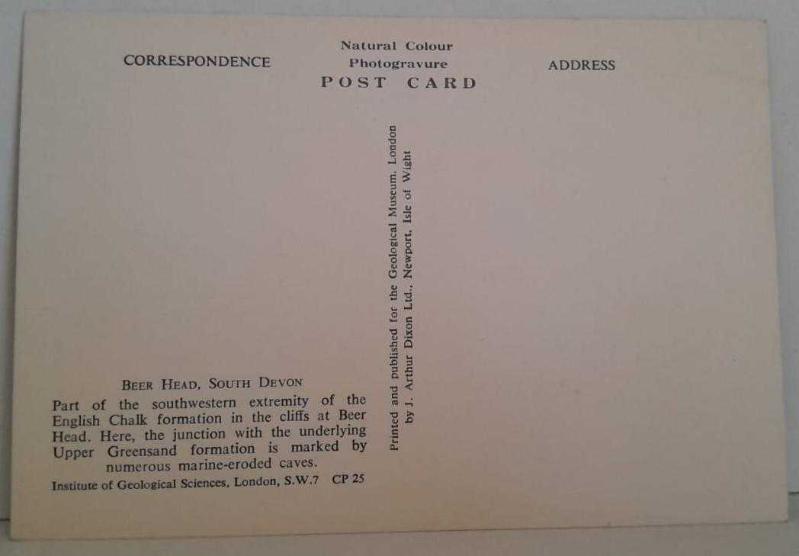 Natural Colour
CORRESPONDENCE Photogravure ADDRESS
POST CARD
Printed and published for the Geological Museum, London
by J. Arthur Dixon Ltd., Newport, Isle of Wight
BEER HEAD, SOUTH DEVON
Part of the southwestern extremity of the
English Chalk formation in the cliffs at Beer
Head. Here, the junction with the underlying
Upper Greensand formation is marked by
numerous marine-eroded caves.
Institute of Geological Sciences, London, S.W.7 CP 25